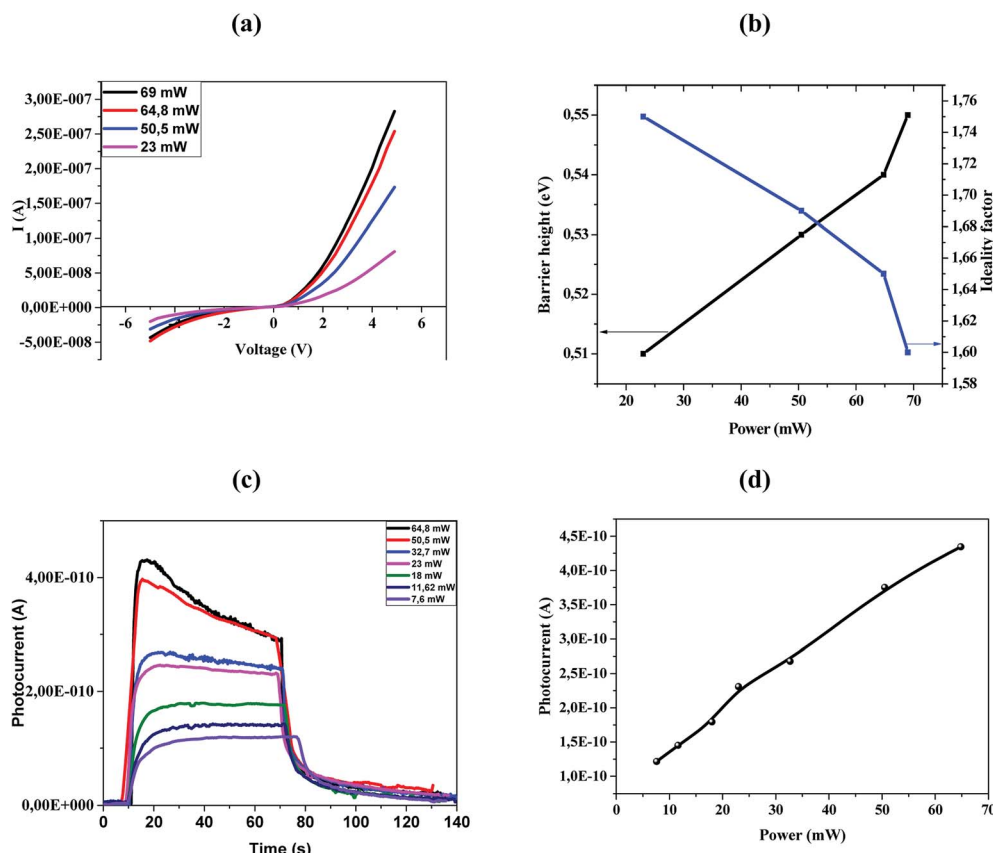 (a)
69 mW
64,8 mW
50,5 mW
23 mW
3,00E-007
2,50E-007
2,00E-007
1,50E-007
1,00E-007
5,00E-008
0,00E+000
-5,00E-008
I (A)
-6 -4 -2 0 2 4 6
Voltage (V)
(b)
0,55
0,54
0,53
0,52
0,51
Barrier height (eV)
1,76
1,74
1,72
1,70
1,68
1,66
1,64
1,62
1,60
1,58
Ideality factor
20 30 40 50 60 70
Power (mW)
(c)
64,8 mW
50,5 mW
32,7 mW
23 mW
18 mW
11,62 mW
7,6 mW
4,00E-010
2,00E-010
0,00E+000
Photocurrent (A)
0 20 40 60 80 100 120 140
Time (s)
(d)
4,5E-10
4,0E-10
3,5E-10
3,0E-10
2,5E-10
2,0E-10
1,5E-10
1,0E-10
Photocurrent (A)
0 10 20 30 40 50 60 70
Power (mW)